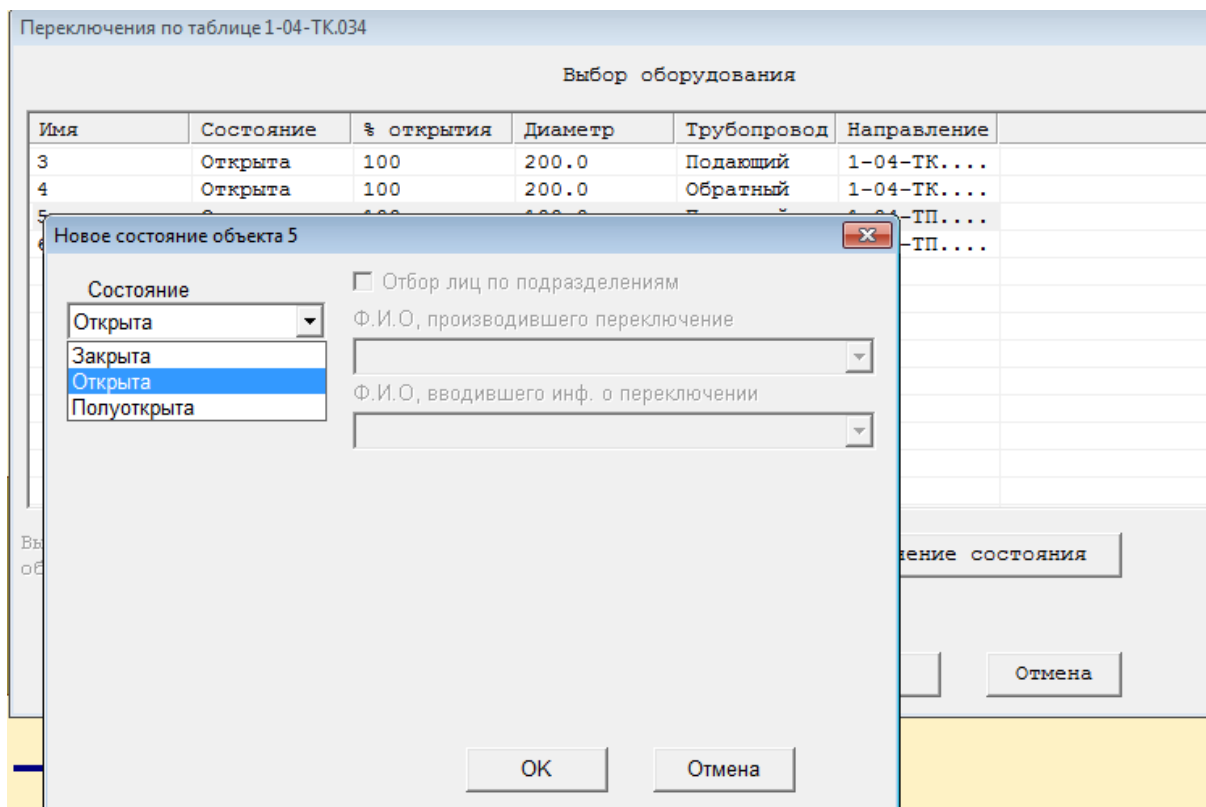 Переключения по таблице 1-04-ТК.034
Выбор оборудования
Имя Состояние % открытия Диаметр Трубопровод Направление
3 Открыта 100 200.0 Подающий 1-04-ТК....
4 Открыта 100 200.0 Обратный 1-04-ТК....
5 -ТП....
-ТП....
Новое состояние объекта 5
Состояние
Открыта
Закрыта
Открыта
Полуоткрыта
Отбор лиц по подразделениям
Ф.И.О, производившего переключение
Ф.И.О, вводившего инф. о переключении
состояния
Отмена
OK Отмена